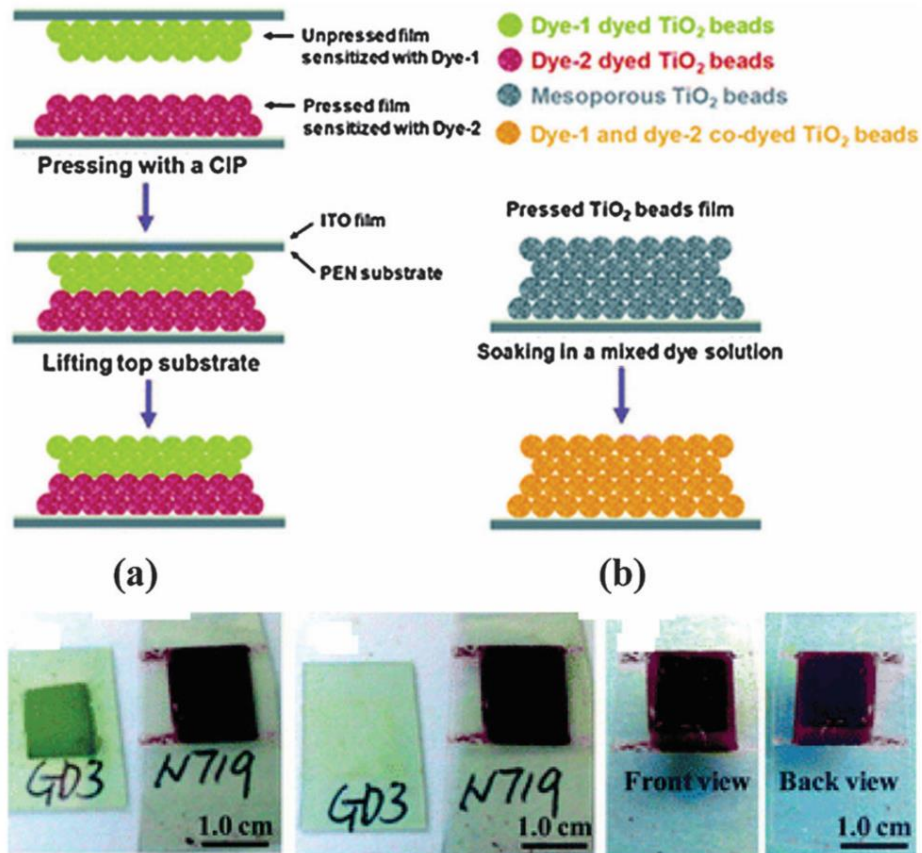 Unpressed film
sensitized with Dye-1
Pressed film
sensitized with Dye-2
Pressing with a CIP
ITO film
PEN substrate
Lifting top substrate
(a)
Dye-1 dyed TiO₂ beads
Dye-2 dyed TiO₂ beads
Mesoporous TiO₂ beads
Dye-1 and dye-2 co-dyed TiO₂ beads
Pressed TiO₂ beads film
Soaking in a mixed dye solution
(b)
GD3
N719
1.0 cm
GD3
N719
1.0 cm
Front view
Back view
1.0 cm